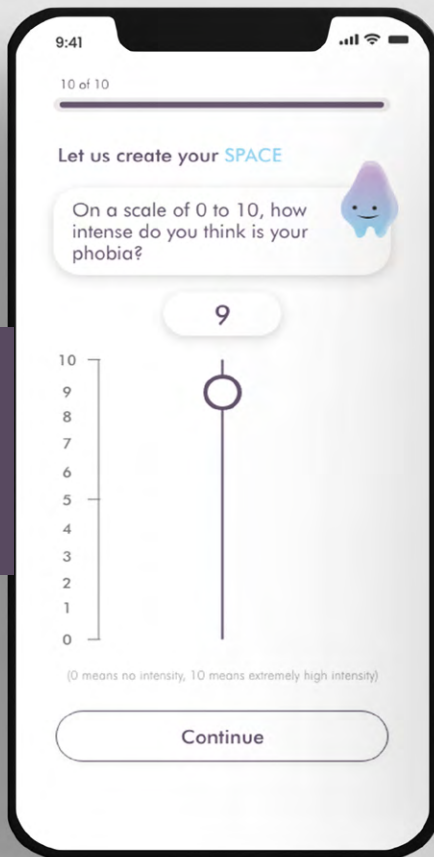 9:41
10 of 10
Let us create your SPACE
On a scale of 0 to 10, how
intense do you think is your
phobia?
9
10
9
8
7
6
5
4
3
2
1
0
(0 means no intensity, 10 means extremely high intensity)
Continue